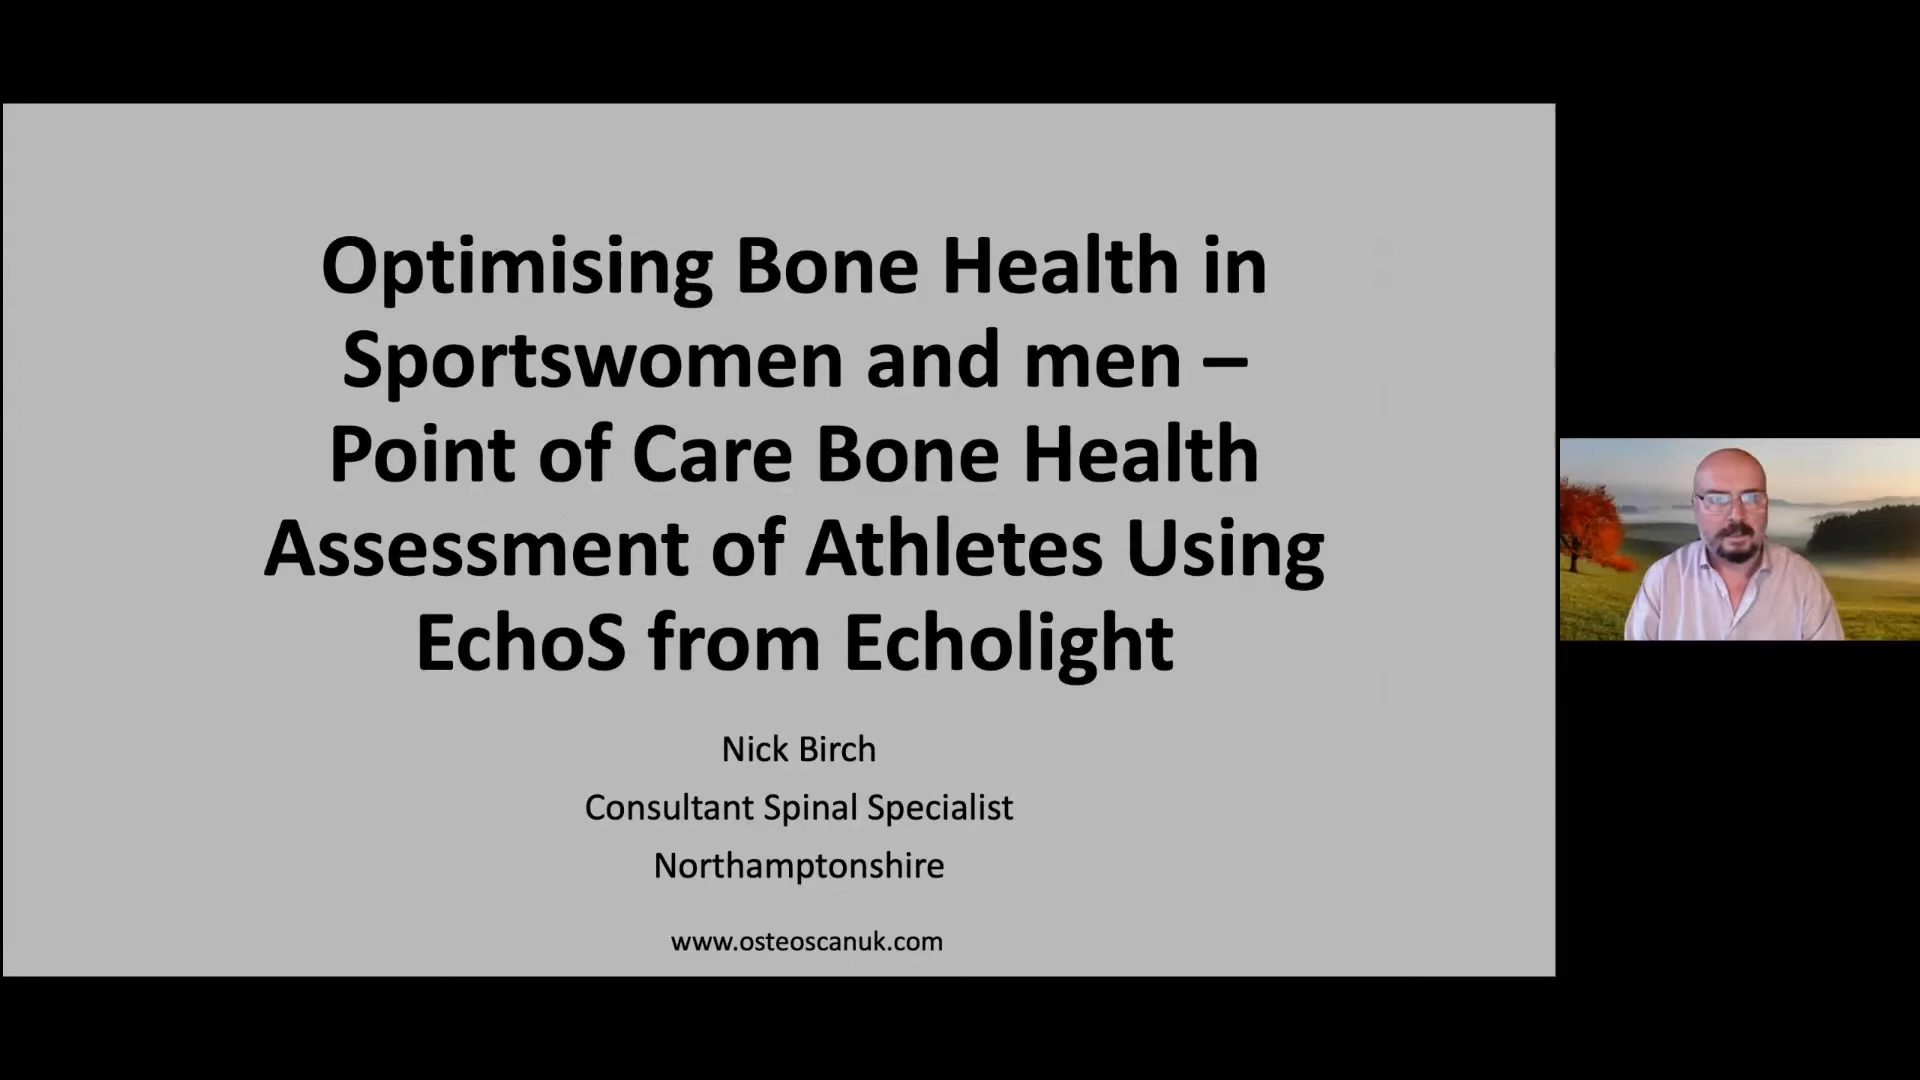 Optimising Bone Health in
Sportswomen and men –
Point of Care Bone Health
Assessment of Athletes Using
EchoS from Echolight
Nick Birch
Consultant Spinal Specialist
Northamptonshire
www.osteoscanuk.com